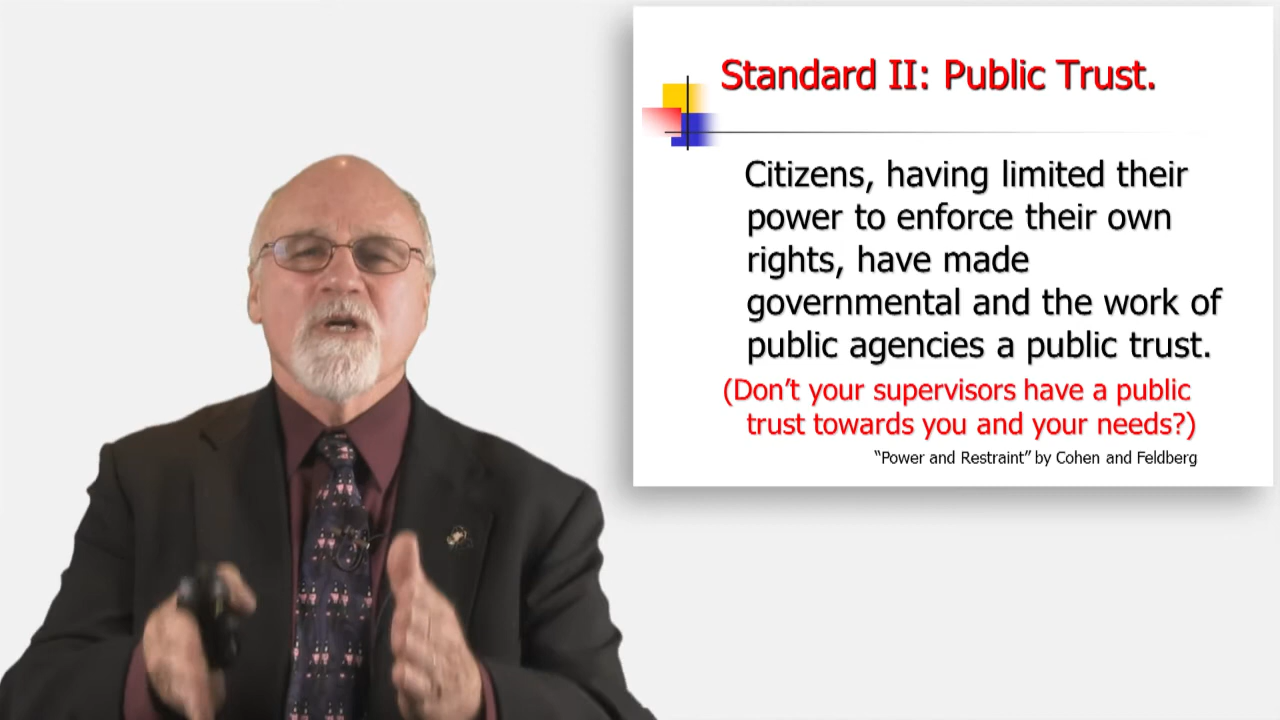 Standard II: Public Trust.
Citizens, having limited their
power to enforce their own
rights, have made
governmental and the work of
public agencies a public trust.
(Don't your supervisors have a public
trust towards you and your needs?)
“Power and Restraint” by Cohen and Feldberg